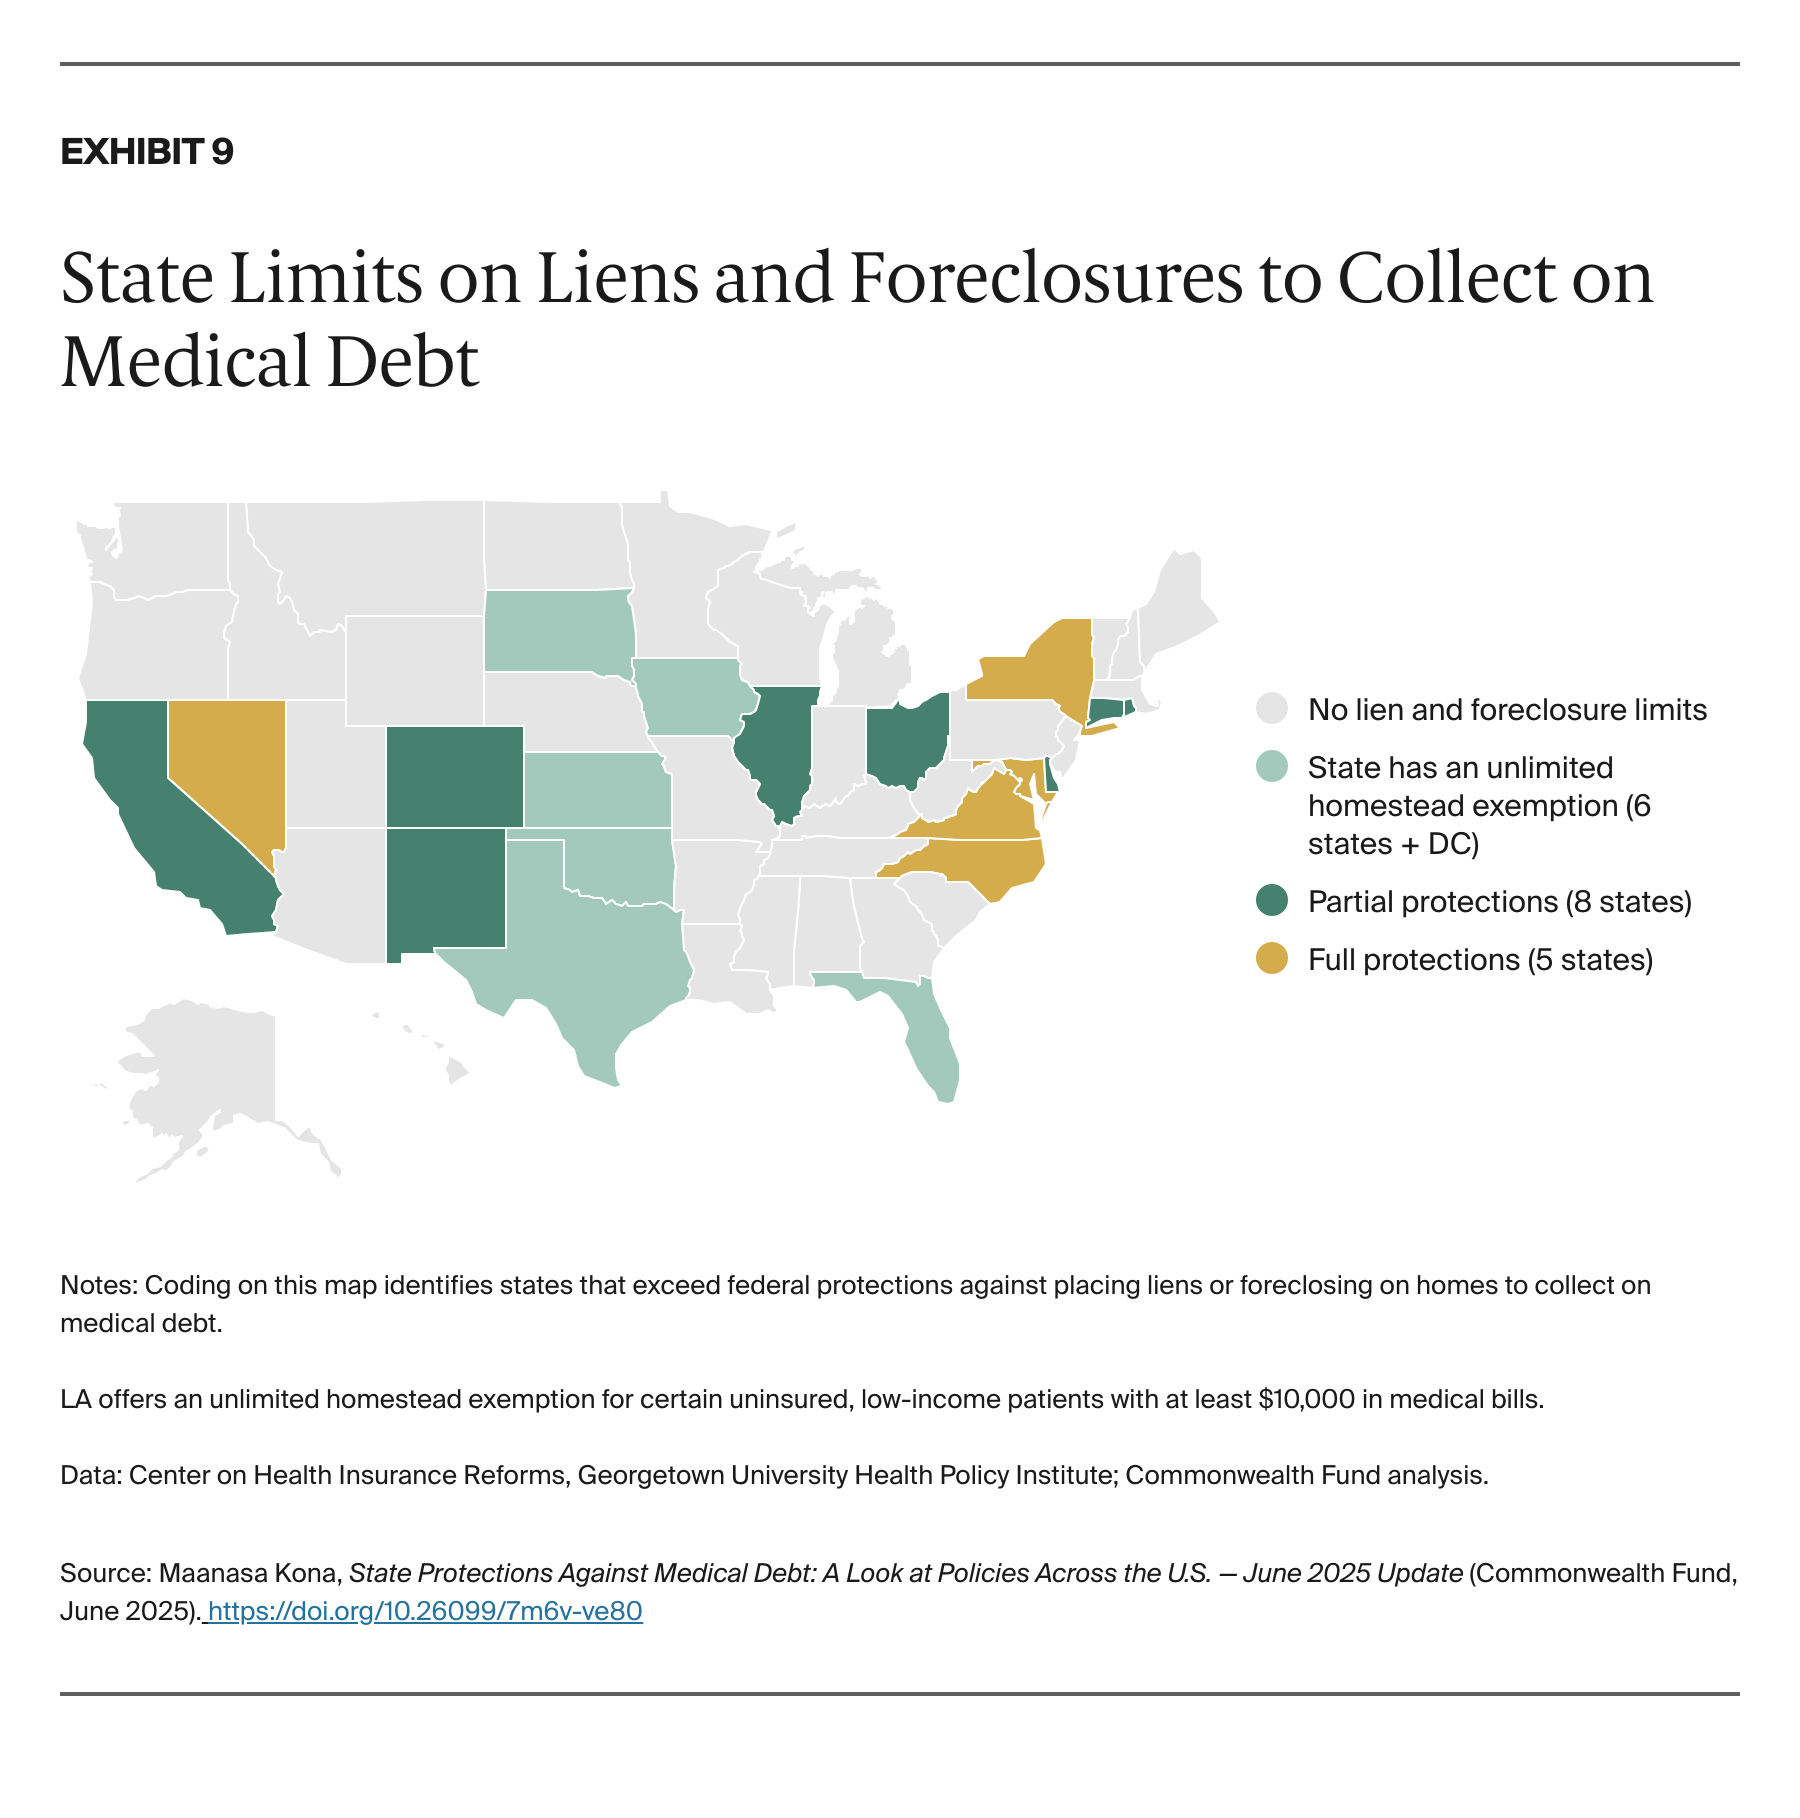 EXHIBIT 9
State Limits on Liens and Foreclosures to Collect on
Medical Debt
No lien and foreclosure limits
State has an unlimited
homestead exemption (6
states + DC)
Partial protections (8 states)
Full protections (5 states)
Notes: Coding on this map identifies states that exceed federal protections against placing liens or foreclosing on homes to collect on
medical debt.
LA offers an unlimited homestead exemption for certain uninsured, low-income patients with at least $10,000 in medical bills.
Data: Center on Health Insurance Reforms, Georgetown University Health Policy Institute; Commonwealth Fund analysis.
Source: Maanasa Kona, State Protections Against Medical Debt: A Look at Policies Across the U.S. — June 2025 Update (Commonwealth Fund,
June 2025). https://doi.org/10.26099/7m6v-ve80